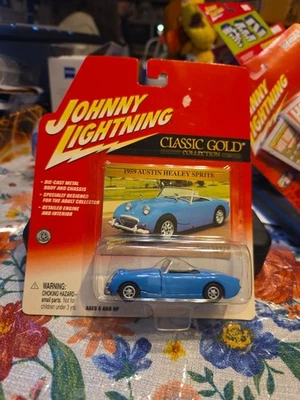 JOHNNY
LIGHTNING
CLASSIC GOLD
COLLECTION
1959 AUSTIN HEALEY SPRITE
• DIE-CAST METAL
BODY AND CHASSIS
• SPECIALLY DESIGNED
FOR THE ADULT COLLECTOR
• DETAILED ENGINE
AND INTERIOR
WARNING:
CHOKING HAZARD-
small parts. Not for
children under 3 yrs.
AGES 8 AND UP